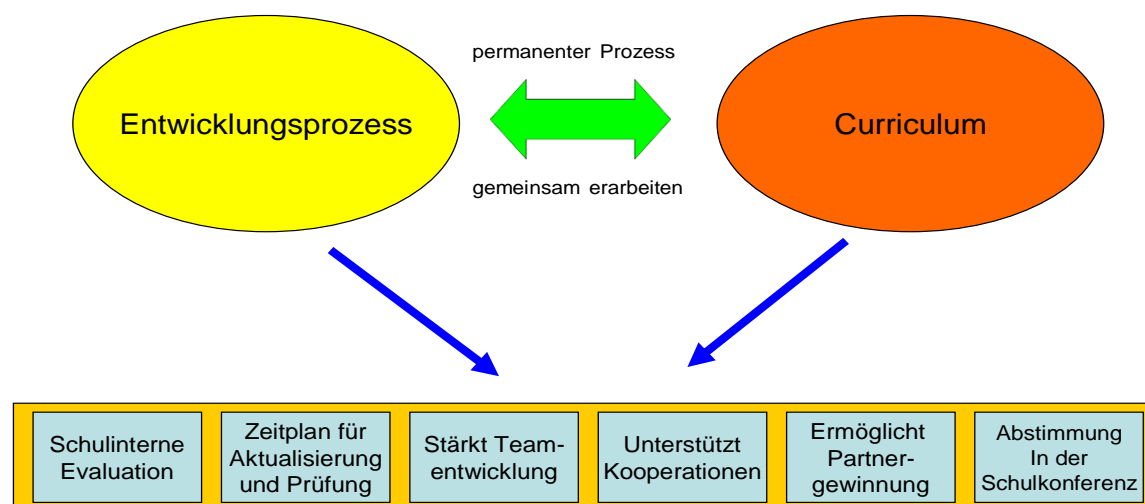 permanenter Prozess
Entwicklungsprozess
Curriculum
gemeinsam erarbeiten
Schulinterne
Evaluation
Zeitplan für
Aktualisierung
und Prüfung
Stärkt Team-
entwicklung
Unterstützt
Kooperationen
Ermöglicht
Partner-
gewinnung
Abstimmung
In der
Schulkonferenz